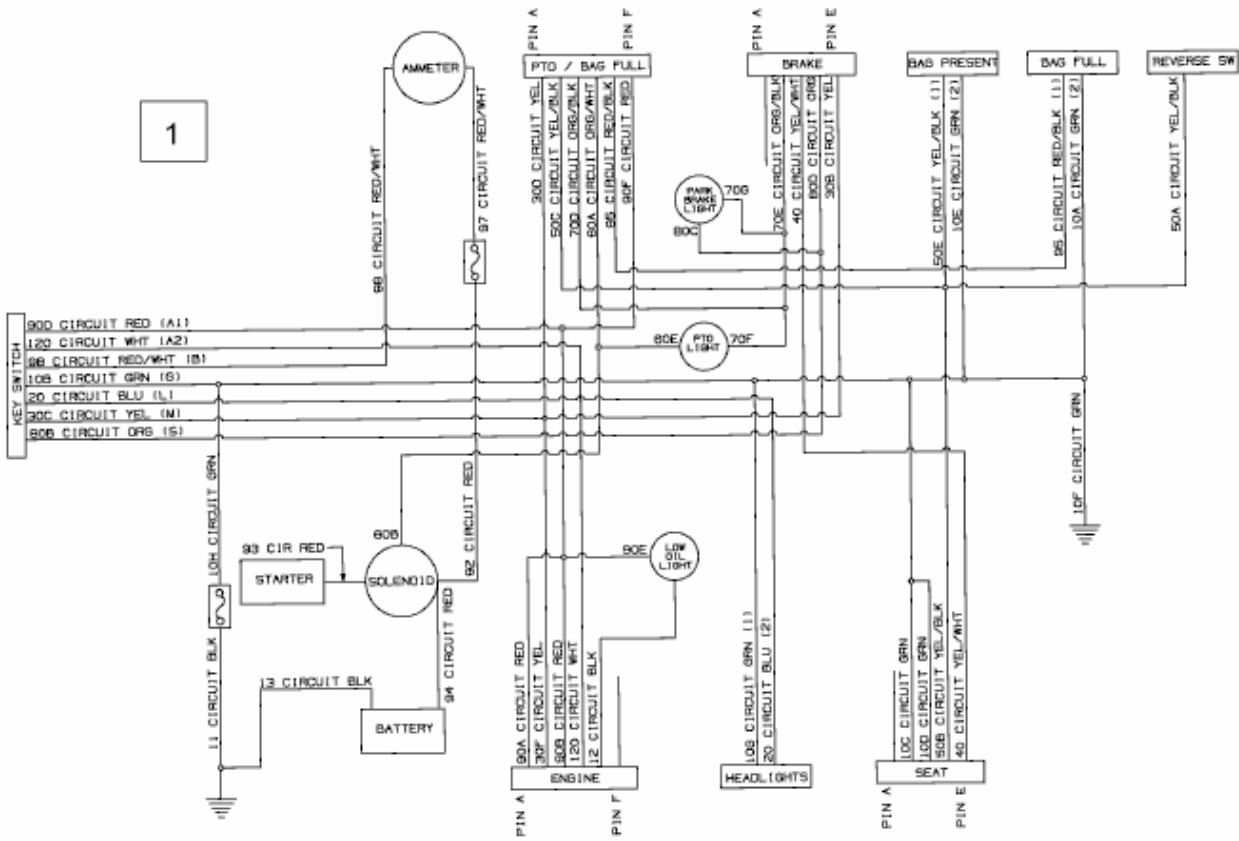 1
AMMETER
98 CIRCUIT RED/WHT
97 CIRCUIT RED/WHT
PIN A
PIN F
PTO / BAG FULL
30D CIRCUIT YEL
50C CIRCUIT YEL/BLK
70D CIRCUIT ORG/BLK
60A CIRCUIT ORG/WHT
95 CIRCUIT RED/BLK
90F CIRCUIT RED
PIN A
PIN E
BRAKE
70E CIRCUIT ORG/BLK
40 CIRCUIT YEL/WHT
80D CIRCUIT ORG
30B CIRCUIT YEL
PARK
BRAKE
LIGHT
70G
80C
BAG PRESENT
50E CIRCUIT YEL/BLK (1)
10E CIRCUIT GRN (2)
BAG FULL
95 CIRCUIT RED/BLK (1)
10A CIRCUIT GRN (2)
REVERSE SW
50A CIRCUIT YEL/BLK
60E
PTO
LIGHT
70F
KEY SWITCH
90D CIRCUIT RED (A1)
120 CIRCUIT WHT (A2)
98 CIRCUIT RED/WHT (B)
10B CIRCUIT GRN (G)
20 CIRCUIT BLU (L)
30C CIRCUIT YEL (M)
80B CIRCUIT ORG (S)
10H CIRCUIT GRN
11 CIRCUIT BLK
93 CIR RED
STARTER
SOLENOID
92 CIRCUIT RED
94 CIRCUIT RED
13 CIRCUIT BLK
BATTERY
90E
LOW
OIL
LIGHT
90A CIRCUIT RED
30F CIRCUIT YEL
90B CIRCUIT RED
120 CIRCUIT WHT
12 CIRCUIT BLK
ENGINE
PIN A
PIN F
10G CIRCUIT GRN (1)
20 CIRCUIT BLU (2)
HEADLIGHTS
10C CIRCUIT GRN
10D CIRCUIT GRN
50B CIRCUIT YEL/BLK
40 CIRCUIT YEL/WHT
SEAT
PIN A
PIN E
10F CIRCUIT GRN